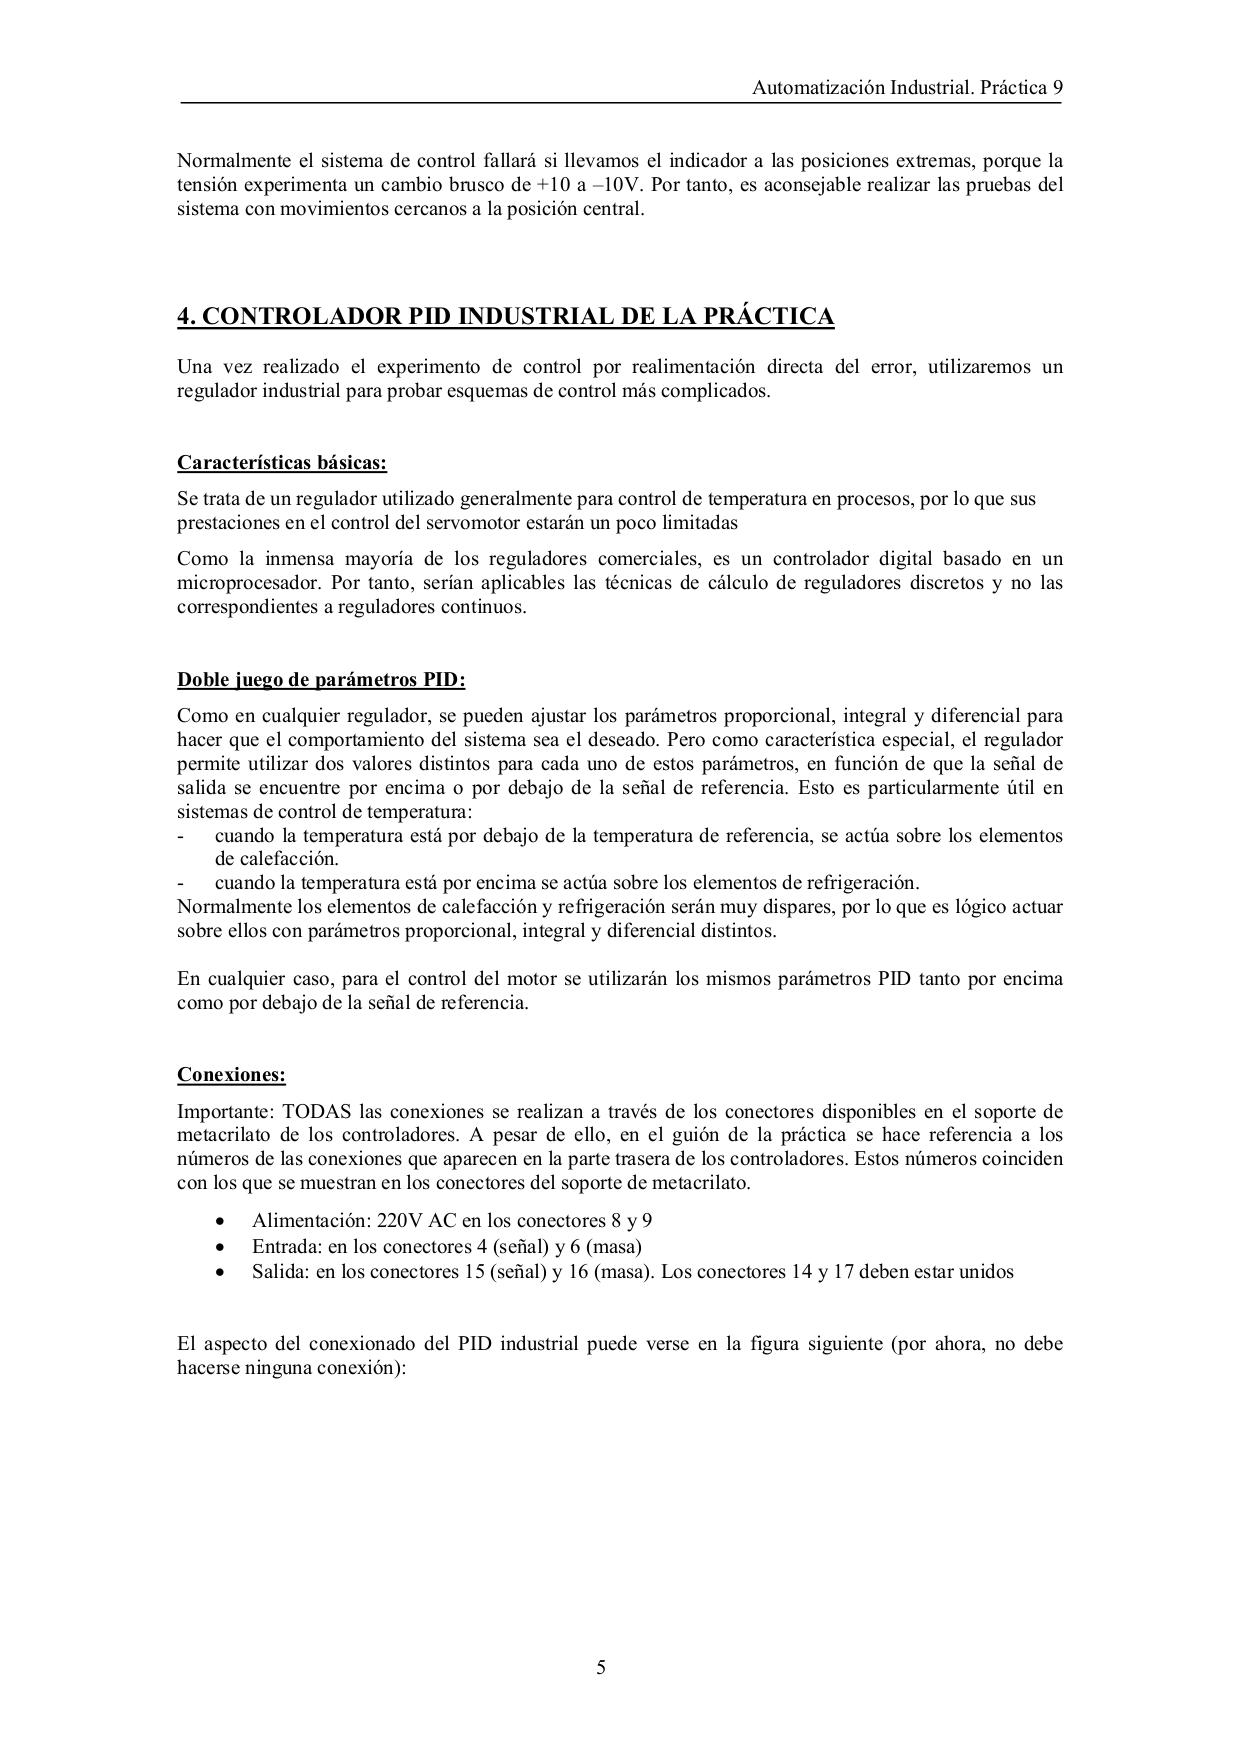 Automatización Industrial. Práctica 9
Normalmente el sistema de control fallará si llevamos el indicador a las posiciones extremas, porque la
tensión experimenta un cambio brusco de +10 a –10V. Por tanto, es aconsejable realizar las pruebas del
sistema con movimientos cercanos a la posición central.
4. CONTROLADOR PID INDUSTRIAL DE LA PRÁCTICA
Una vez realizado el experimento de control por realimentación directa del error, utilizaremos un
regulador industrial para probar esquemas de control más complicados.
Características básicas:
Se trata de un regulador utilizado generalmente para control de temperatura en procesos, por lo que sus
prestaciones en el control del servomotor estarán un poco limitadas
Como la inmensa mayoría de los reguladores comerciales, es un controlador digital basado en un
microprocesador. Por tanto, serían aplicables las técnicas de cálculo de reguladores discretos y no las
correspondientes a reguladores continuos.
Doble juego de parámetros PID:
Como en cualquier regulador, se pueden ajustar los parámetros proporcional, integral y diferencial para
hacer que el comportamiento del sistema sea el deseado. Pero como característica especial, el regulador
permite utilizar dos valores distintos para cada uno de estos parámetros, en función de que la señal de
salida se encuentre por encima o por debajo de la señal de referencia. Esto es particularmente útil en
sistemas de control de temperatura:
- cuando la temperatura está por debajo de la temperatura de referencia, se actúa sobre los elementos
de calefacción.
- cuando la temperatura está por encima se actúa sobre los elementos de refrigeración.
Normalmente los elementos de calefacción y refrigeración serán muy dispares, por lo que es lógico actuar
sobre ellos con parámetros proporcional, integral y diferencial distintos.
En cualquier caso, para el control del motor se utilizarán los mismos parámetros PID tanto por encima
como por debajo de la señal de referencia.
Conexiones:
Importante: TODAS las conexiones se realizan a través de los conectores disponibles en el soporte de
metacrilato de los controladores. A pesar de ello, en el guión de la práctica se hace referencia a los
números de las conexiones que aparecen en la parte trasera de los controladores. Estos números coinciden
con los que se muestran en los conectores del soporte de metacrilato.
• Alimentación: 220V AC en los conectores 8 y 9
• Entrada: en los conectores 4 (señal) y 6 (masa)
• Salida: en los conectores 15 (señal) y 16 (masa). Los conectores 14 y 17 deben estar unidos
El aspecto del conexionado del PID industrial puede verse en la figura siguiente (por ahora, no debe
hacerse ninguna conexión):
5